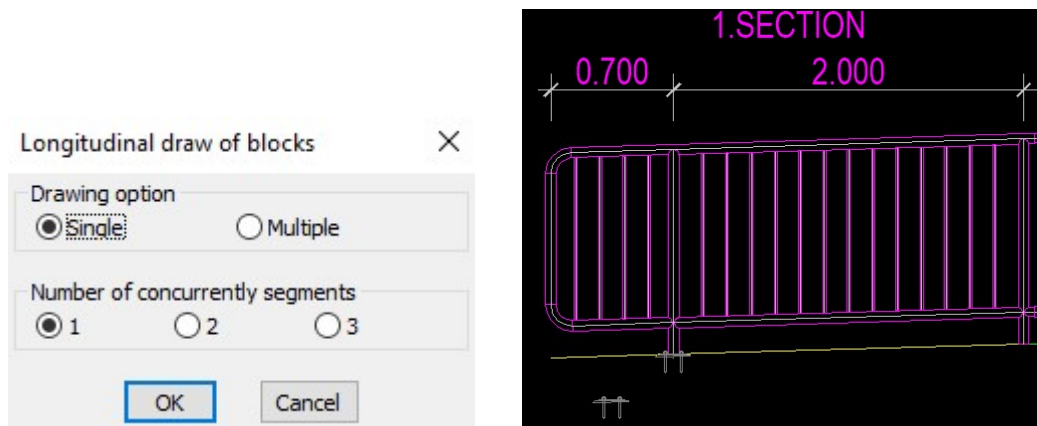 Longitudinal draw of blocks
Drawing option
Single Multiple
Number of concurrently segments
1 2 3
OK Cancel
1.SECTION
0.700 2.000